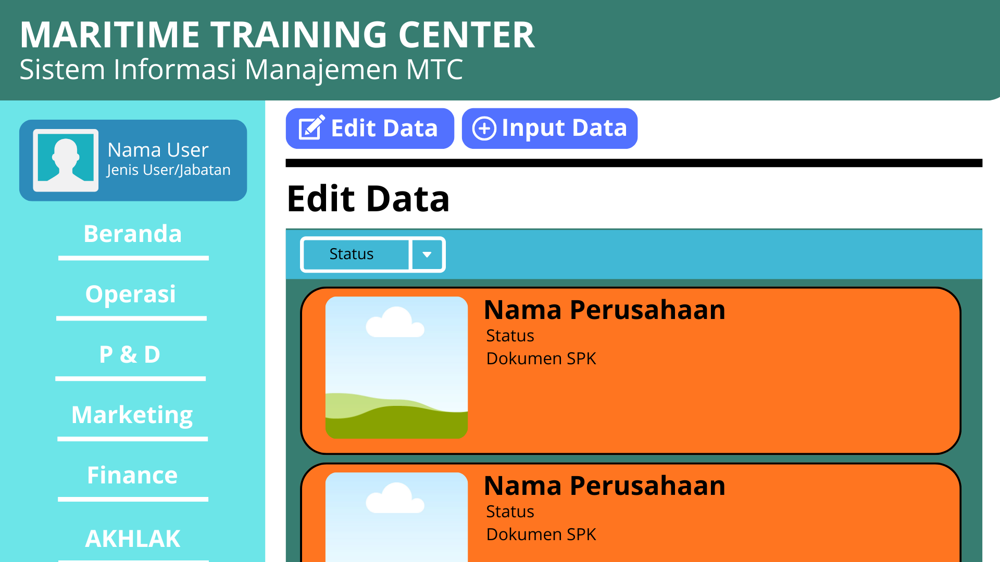 MARITIME TRAINING CENTER
Sistem Informasi Manajemen MTC
Nama User
Jenis User/Jabatan
Beranda
Operasi
P & D
Marketing
Finance
AKHLAK
Edit Data
Input Data
Edit Data
Status
Nama Perusahaan
Status
Dokumen SPK
Nama Perusahaan
Status
Dokumen SPK